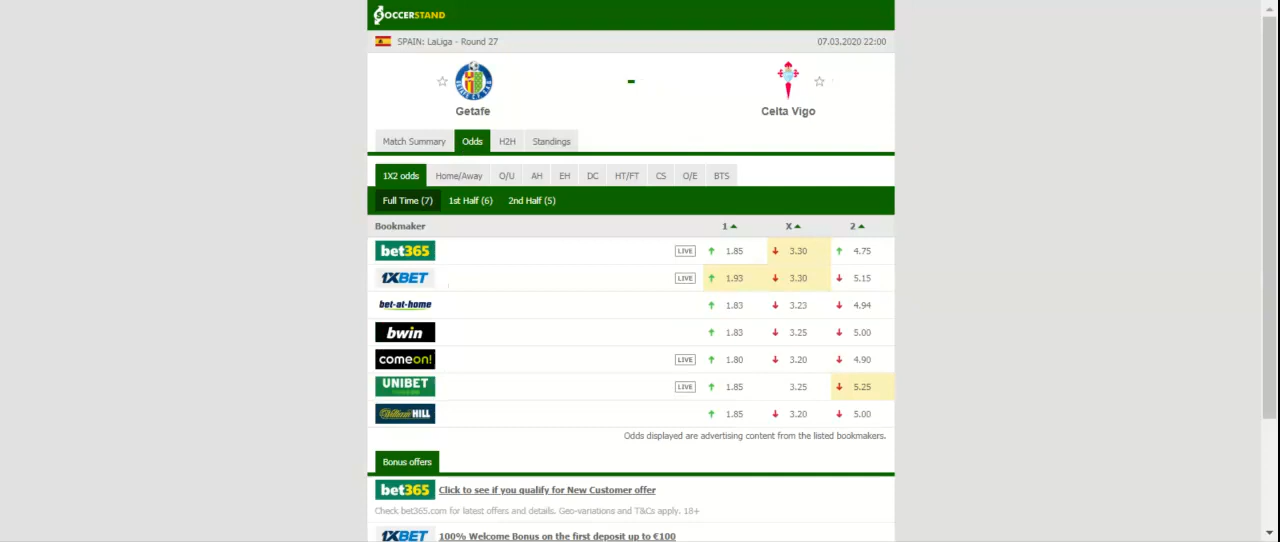 SOCCERSTAND
SPAIN: LaLiga - Round 27 07.03.2020 22:00
-
Getafe Celta Vigo
Match Summary Odds H2H Standings
1X2 odds Home/Away O/U AH EH DC HT/FT CS O/E BTS
Full Time (7) 1st Half (6) 2nd Half (5)
Bookmaker 1 X 2
bet365 LIVE 1.85 3.30 4.75
1XBET LIVE 1.93 3.30 5.15
bet-at-home 1.83 3.23 4.94
bwin 1.83 3.25 5.00
comeon! LIVE 1.80 3.20 4.90
UNIBET LIVE 1.85 3.25 5.25
William HILL 1.85 3.20 5.00
Odds displayed are advertising content from the listed bookmakers.
Bonus offers
bet365 Click to see if you qualify for New Customer offer
Check bet365.com for latest offers and details. Geo-variations and T&Cs apply. 18+
1XBET 100% Welcome Bonus on the first deposit up to €100